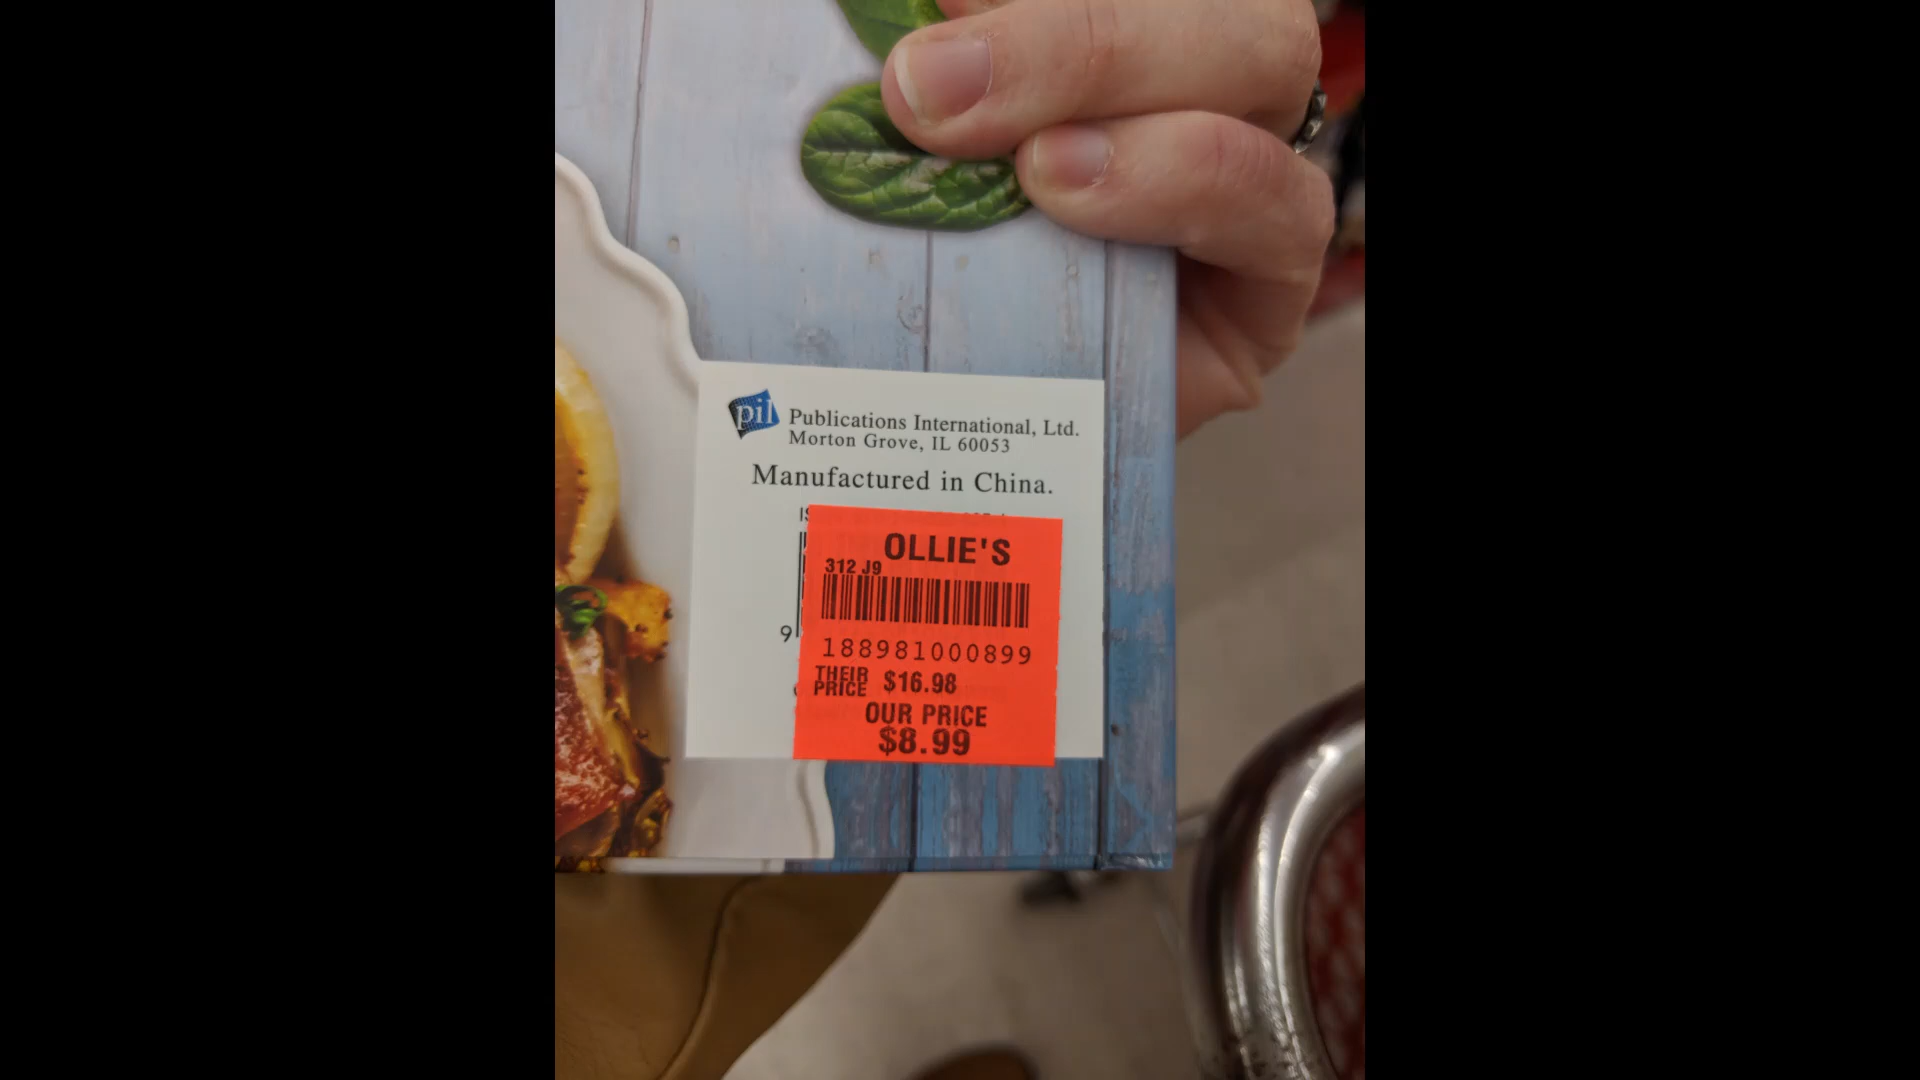 pil
Publications International, Ltd.
Morton Grove, IL 60053
Manufactured in China.
OLLIE'S
312 J9
9
188981000899
THEIR PRICE $16.98
OUR PRICE
$8.99